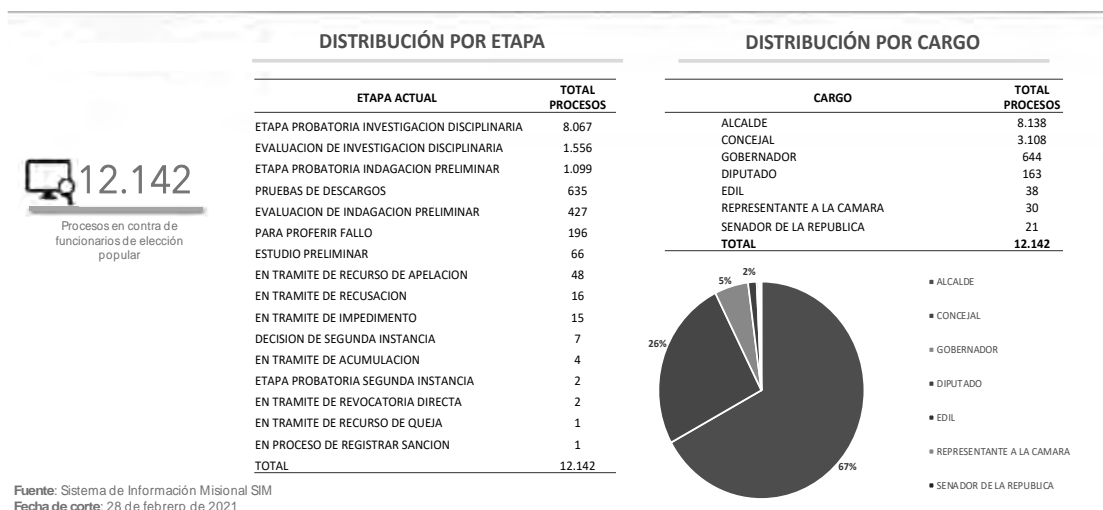 DISTRIBUCIÓN POR ETAPA
DISTRIBUCIÓN POR CARGO
12.142
Procesos en contra de
funcionarios de elección
popular
ETAPA ACTUAL TOTAL PROCESOS
ETAPA PROBATORIA INVESTIGACION DISCIPLINARIA 8.067
EVALUACION DE INVESTIGACION DISCIPLINARIA 1.556
ETAPA PROBATORIA INDAGACION PRELIMINAR 1.099
PRUEBAS DE DESCARGOS 635
EVALUACION DE INDAGACION PRELIMINAR 427
PARA PROFERIR FALLO 196
ESTUDIO PRELIMINAR 66
EN TRAMITE DE RECURSO DE APELACION 48
EN TRAMITE DE RECUSACION 16
EN TRAMITE DE IMPEDIMENTO 15
DECISION DE SEGUNDA INSTANCIA 7
EN TRAMITE DE ACUMULACION 4
ETAPA PROBATORIA SEGUNDA INSTANCIA 2
EN TRAMITE DE REVOCATORIA DIRECTA 2
EN TRAMITE DE RECURSO DE QUEJA 1
EN PROCESO DE REGISTRAR SANCION 1
TOTAL 12.142
CARGO TOTAL PROCESOS
ALCALDE 8.138
CONCEJAL 3.108
GOBERNADOR 644
DIPUTADO 163
EDIL 38
REPRESENTANTE A LA CAMARA 30
SENADOR DE LA REPUBLICA 21
TOTAL 12.142
2%
5%
26%
67%
ALCALDE
CONCEJAL
GOBERNADOR
DIPUTADO
EDIL
REPRESENTANTE A LA CAMARA
SENADOR DE LA REPUBLICA
Fuente: Sistema de Información Misional SIM
Fecha de corte: 28 de febrero de 2021